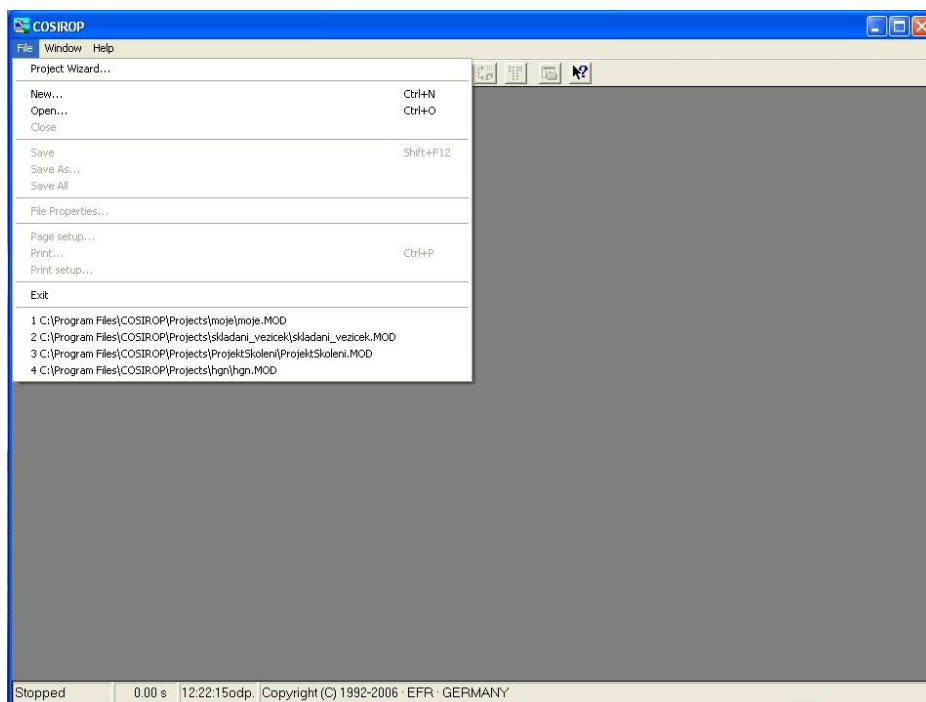 COSIROP
File Window Help
Project Wizard...
New... Ctrl+N
Open... Ctrl+O
Close
Save Shift+F12
Save As...
Save All
File Properties...
Page setup...
Print... Ctrl+P
Print setup...
Exit
1 C:\Program Files\COSIROP\Projects\moje\moje.MOD
2 C:\Program Files\COSIROP\Projects\skladani_vezicek\skladani_vezicek.MOD
3 C:\Program Files\COSIROP\Projects\ProjektSkoleni\ProjektSkoleni.MOD
4 C:\Program Files\COSIROP\Projects\hgn\hgn.MOD
Stopped 0.00 s 12:22:15odp. Copyright (C) 1992-2006 · EFR · GERMANY